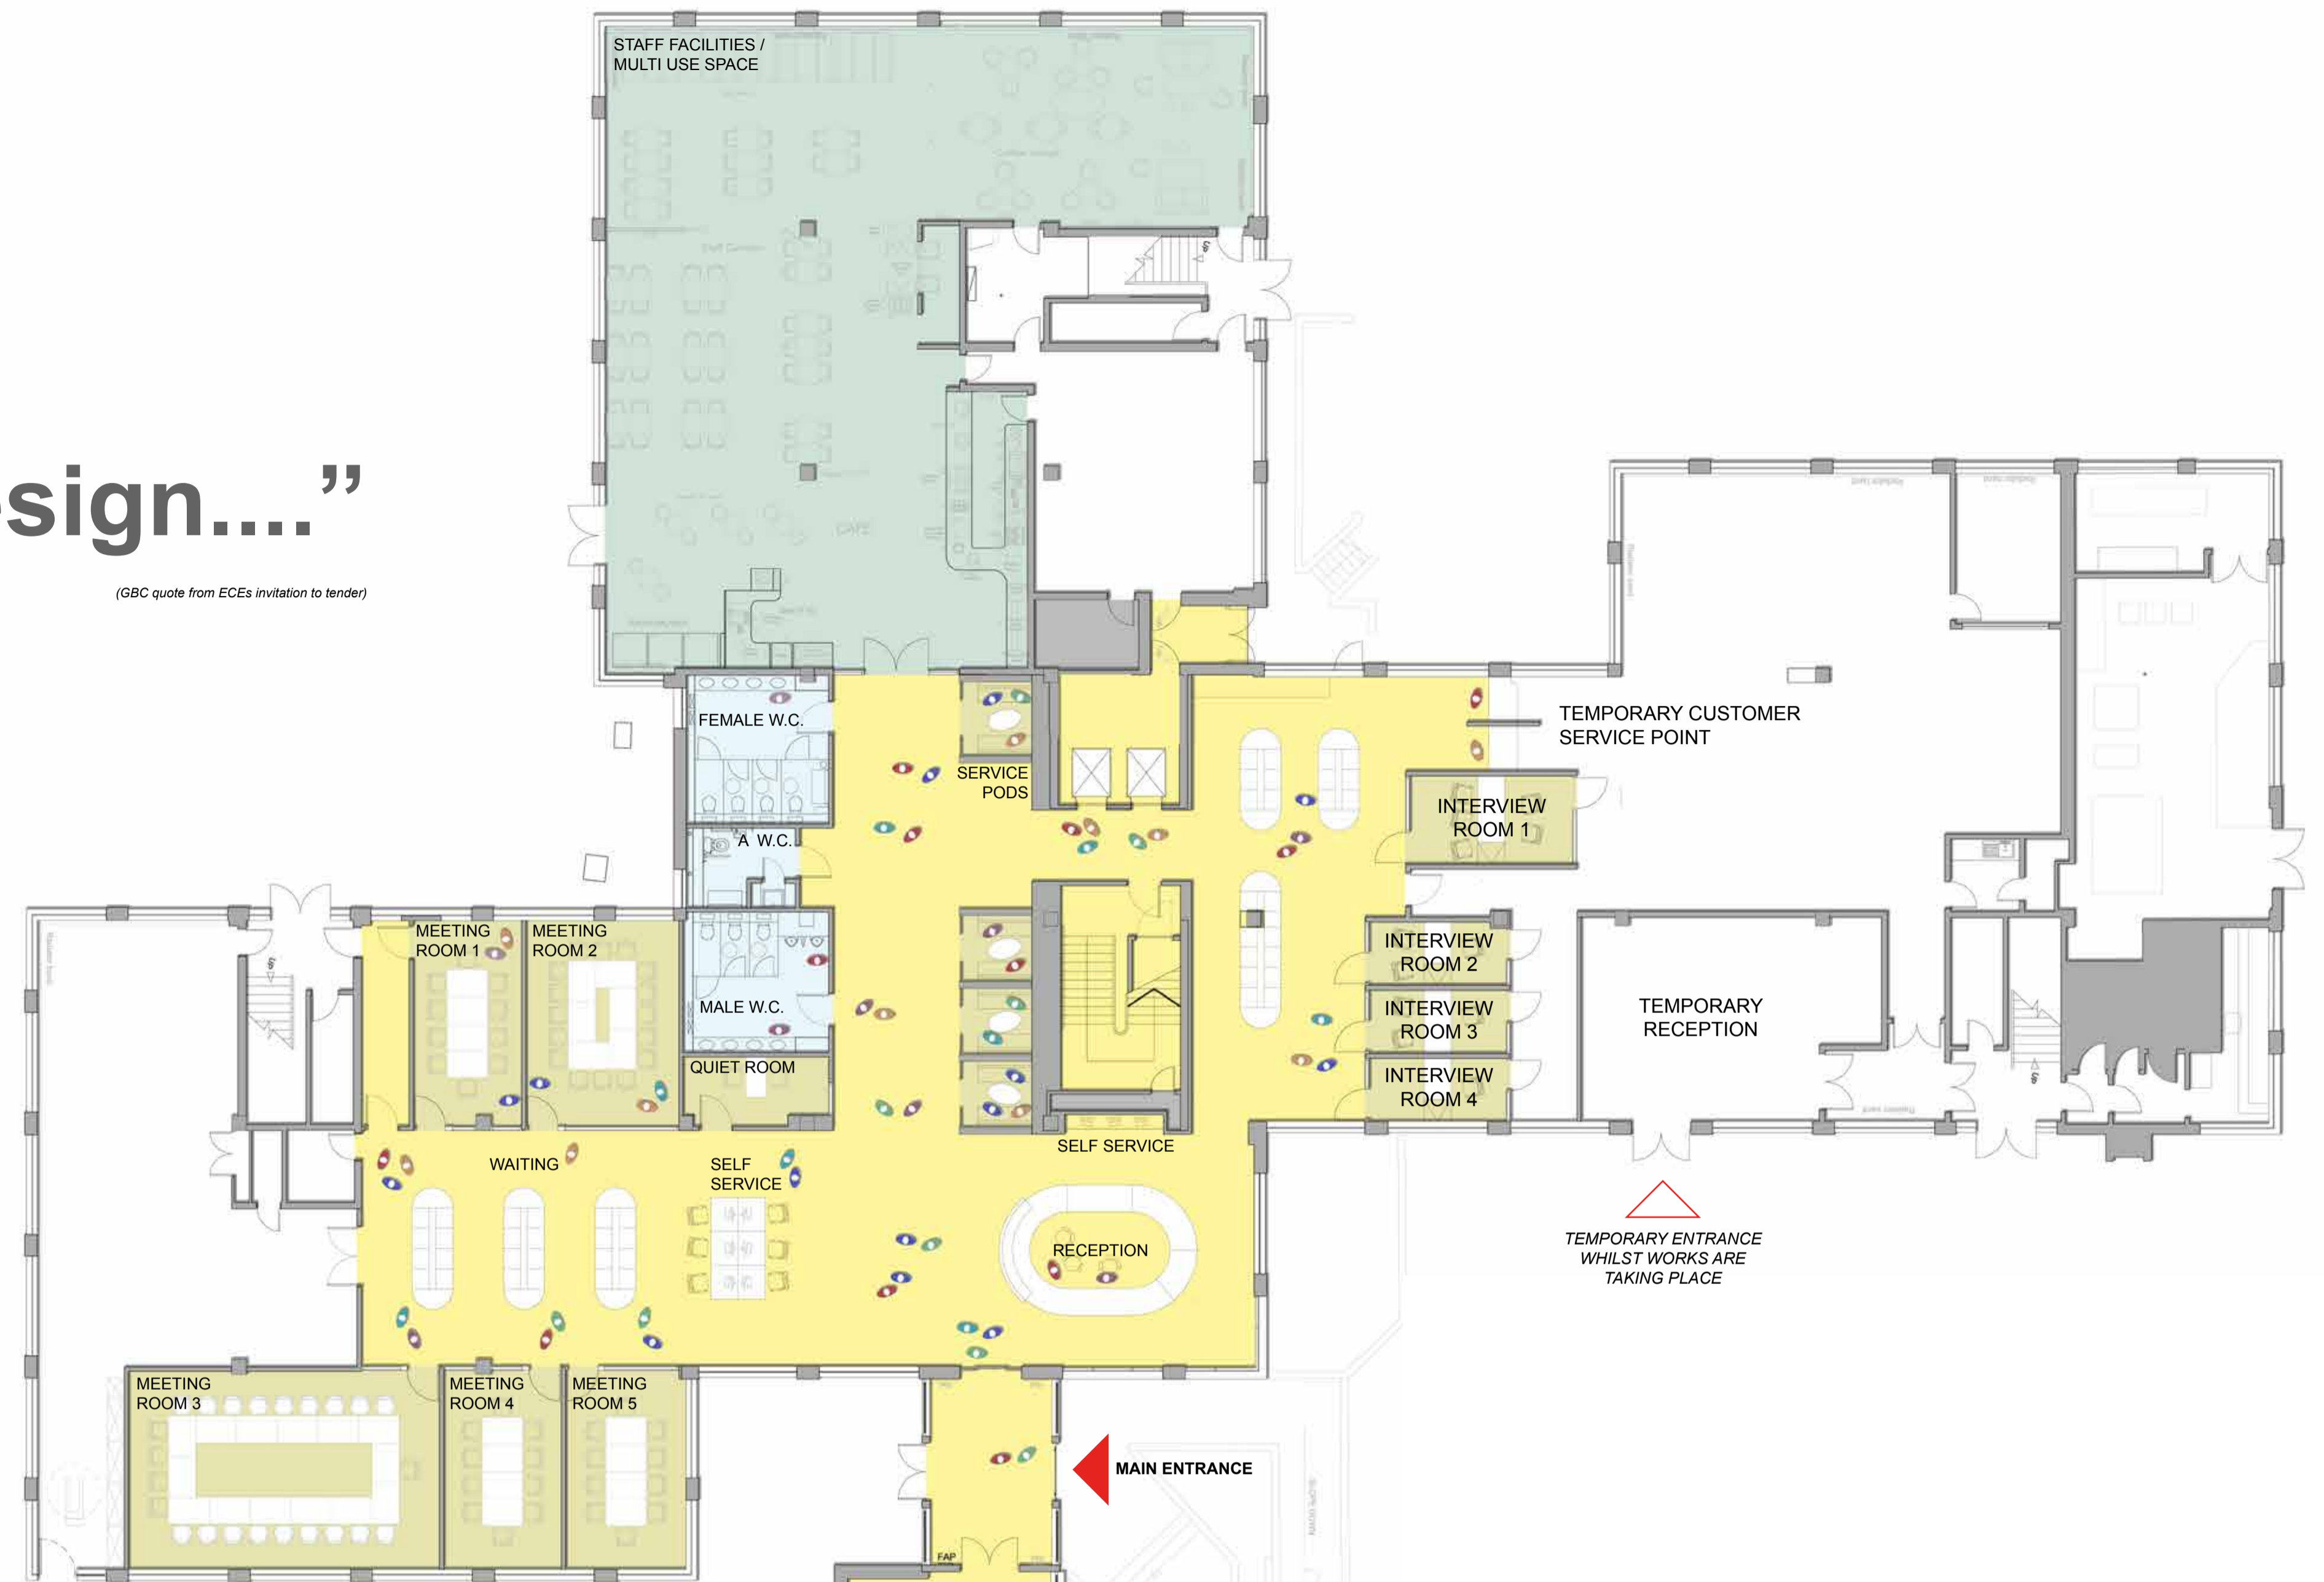 STAFF FACILITIES /
MULTI USE SPACE
esign....”
(GBC quote from ECEs invitation to tender)
CAFE
FEMALE W.C.
SERVICE
PODS
TEMPORARY CUSTOMER
SERVICE POINT
INTERVIEW
ROOM 1
A W.C.
MEETING
ROOM 1
MEETING
ROOM 2
INTERVIEW
ROOM 2
MALE W.C.
INTERVIEW
ROOM 3
TEMPORARY
RECEPTION
QUIET ROOM
INTERVIEW
ROOM 4
SELF SERVICE
WAITING
SELF
SERVICE
RECEPTION
TEMPORARY ENTRANCE
WHILST WORKS ARE
TAKING PLACE
MEETING
ROOM 3
MEETING
ROOM 4
MEETING
ROOM 5
MAIN ENTRANCE
FAP